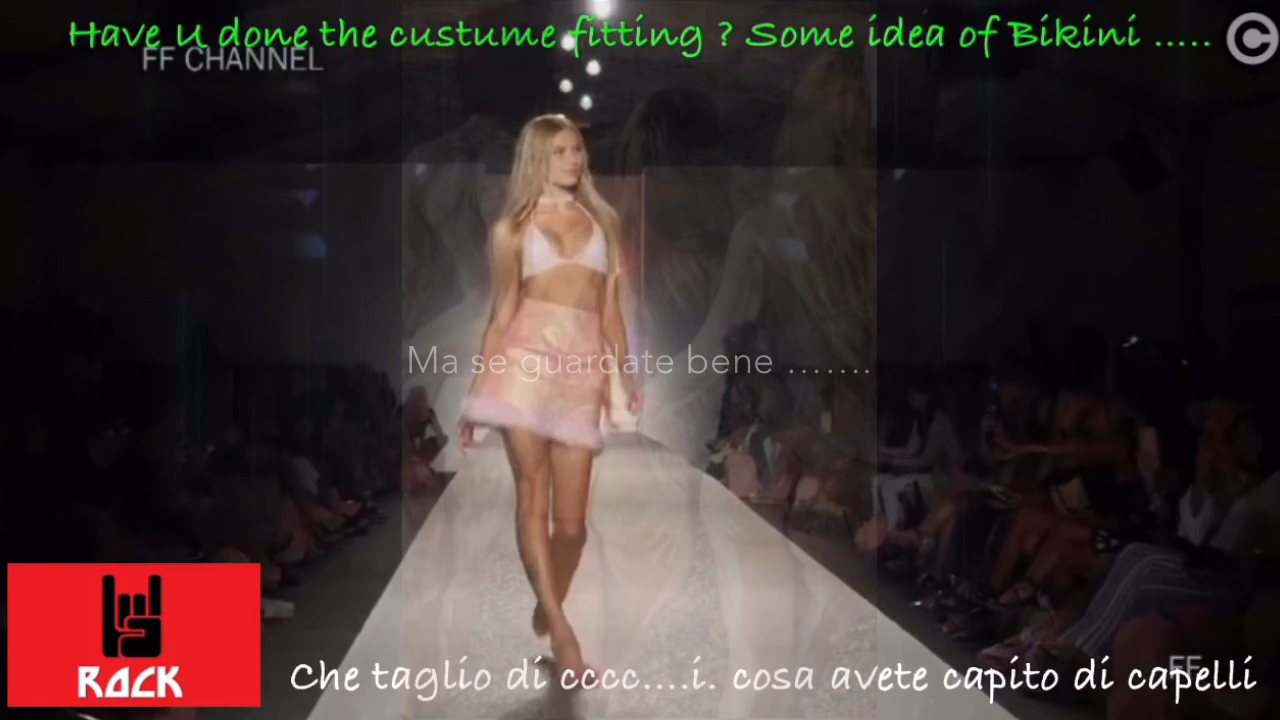 Have U done the custume fitting ? Some idea of Bikini .....
©
FF CHANNEL
Ma se guardate bene .......
ROCK
FF
Che taglio di cccc....i. cosa avete capito di capelli